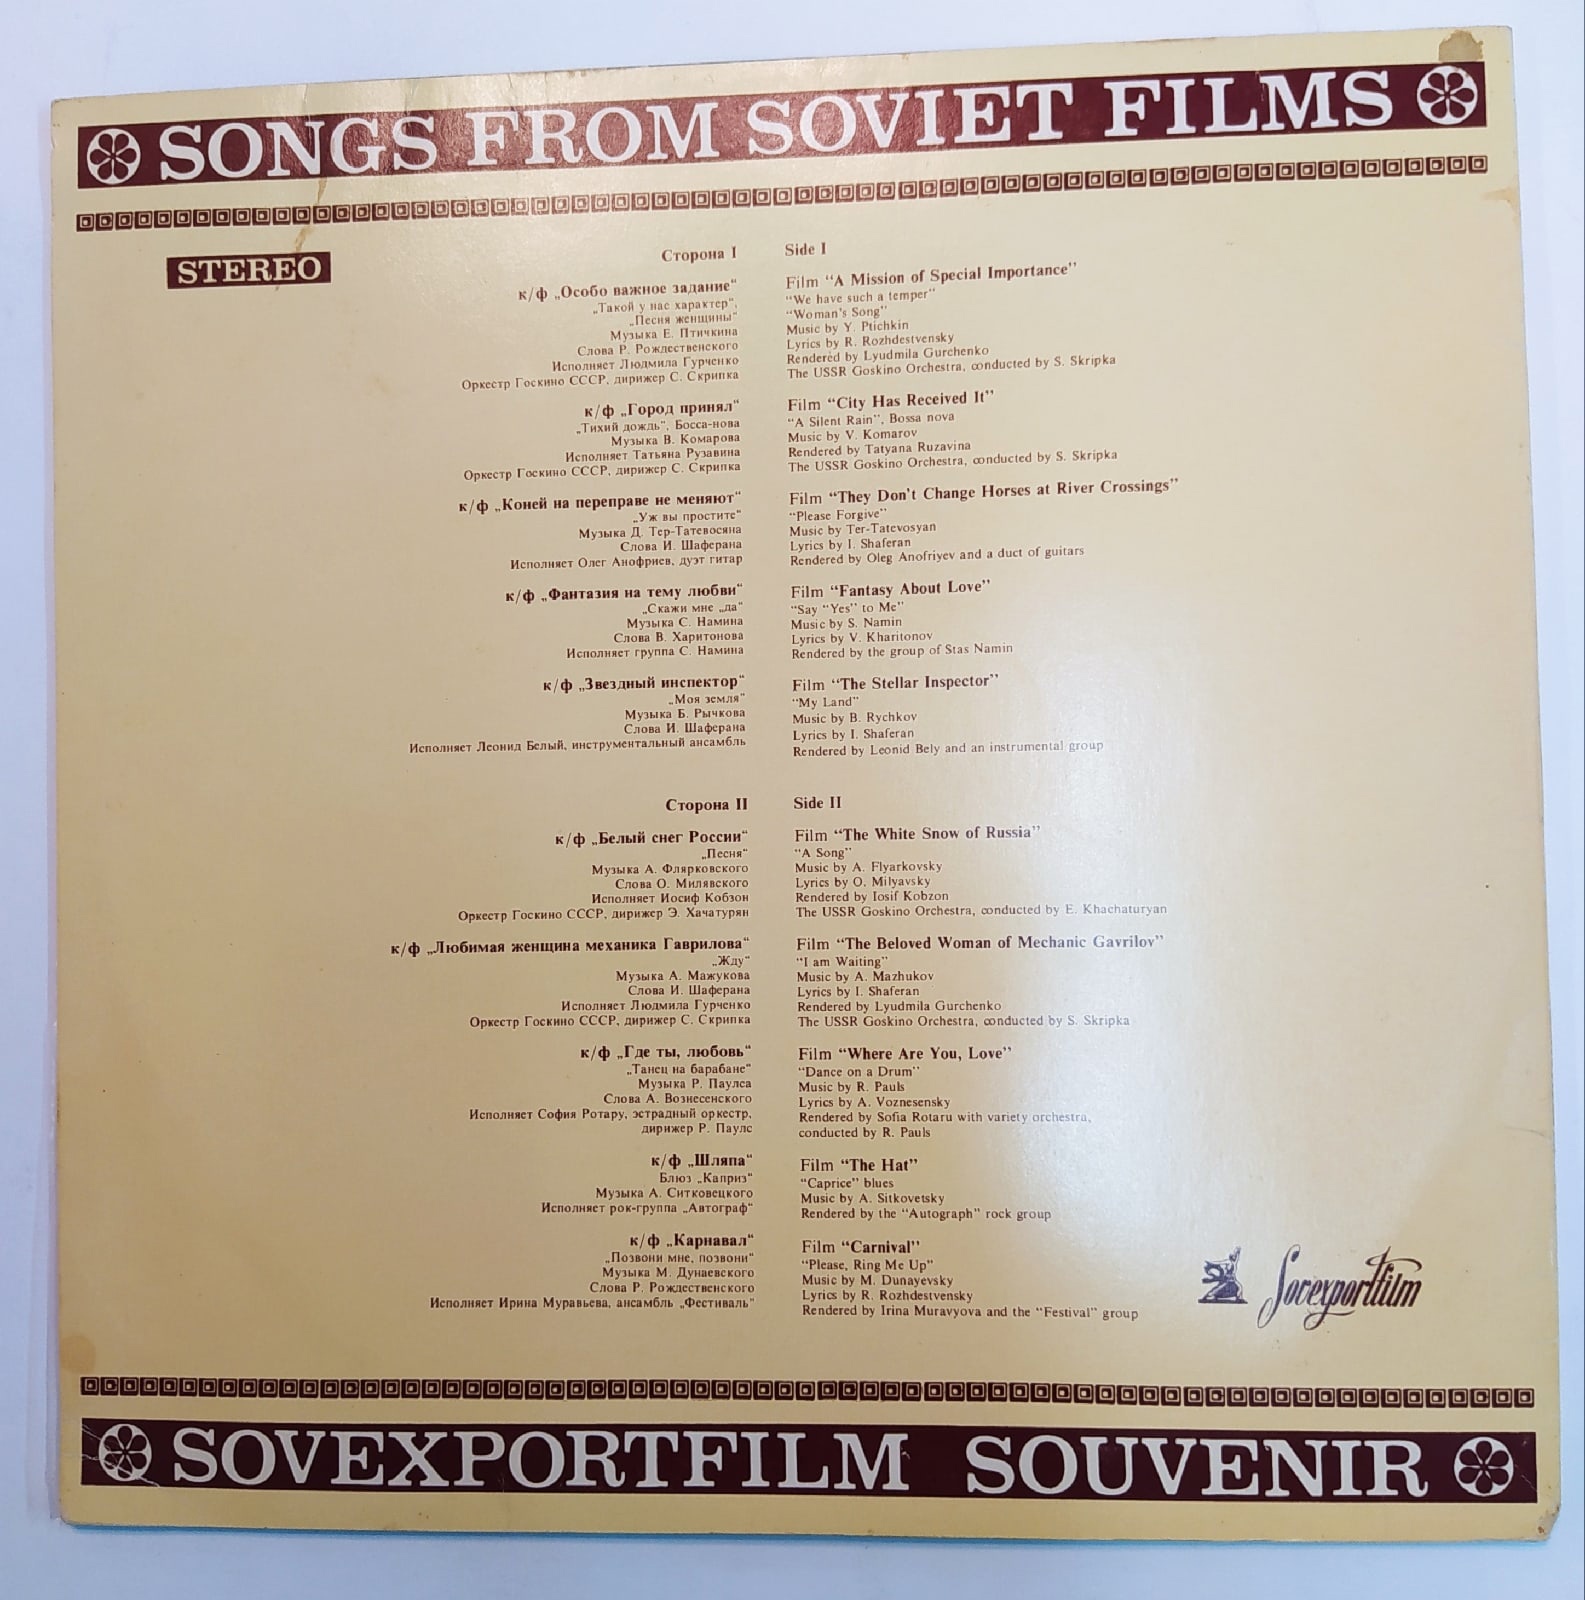 SONGS FROM SOVIET FILMS
STEREO
Сторона I
к/ф „Особо важное задание“
„Такой у нас характер“,
„Песня женщины“
Музыка Е. Птичкина
Слова Р. Рождественского
Исполняет Людмила Гурченко
Оркестр Госкино СССР, дирижер С. Скрипка
к/ф „Город принял“
„Тихий дождь“, Босса-нова
Музыка В. Комарова
Исполняет Татьяна Рузавина
Оркестр Госкино СССР, дирижер С. Скрипка
к/ф „Коней на переправе не меняют“
„Уж вы простите“
Музыка Д. Тер-Татевосяна
Слова И. Шаферана
Исполняет Олег Анофриев, дуэт гитар
к/ф „Фантазия на тему любви“
„Скажи мне „да“
Музыка С. Намина
Слова В. Харитонова
Исполняет группа С. Намина
к/ф „Звездный инспектор“
„Моя земля“
Музыка Б. Рычкова
Слова И. Шаферана
Исполняет Леонид Белый, инструментальный ансамбль
Сторона II
к/ф „Белый снег России“
„Песня“
Музыка А. Флярковского
Слова О. Милявского
Исполняет Иосиф Кобзон
Оркестр Госкино СССР, дирижер Э. Хачатурян
к/ф „Любимая женщина механика Гаврилова“
„Жду“
Музыка А. Мажукова
Слова И. Шаферана
Исполняет Людмила Гурченко
Оркестр Госкино СССР, дирижер С. Скрипка
к/ф „Где ты, любовь“
„Танец на барабане“
Музыка Р. Паулса
Слова А. Вознесенского
Исполняет София Ротару, эстрадный оркестр,
дирижер Р. Паулс
к/ф „Шляпа“
Блюз „Каприз“
Музыка А. Ситковецкого
Исполняет рок-группа „Автограф“
к/ф „Карнавал“
„Позвони мне, позвони“
Музыка М. Дунаевского
Слова Р. Рождественского
Исполняет Ирина Муравьева, ансамбль „Фестиваль“
Side I
Film “A Mission of Special Importance”
“We have such a temper”
“Woman's Song”
Music by Y. Ptichkin
Lyrics by R. Rozhdestvensky
Rendered by Lyudmila Gurchenko
The USSR Goskino Orchestra, conducted by S. Skripka
Film “City Has Received It”
“A Silent Rain”, Bossa nova
Music by V. Komarov
Rendered by Tatyana Ruzavina
The USSR Goskino Orchestra, conducted by S. Skripka
Film “They Don't Change Horses at River Crossings”
“Please Forgive”
Music by Ter-Tatevosyan
Lyrics by I. Shaferan
Rendered by Oleg Anofriyev and a duct of guitars
Film “Fantasy About Love”
“Say “Yes” to Me”
Music by S. Namin
Lyrics by V. Kharitonov
Rendered by the group of Stas Namin
Film “The Stellar Inspector”
“My Land”
Music by B. Rychkov
Lyrics by I. Shaferan
Rendered by Leonid Bely and an instrumental group
Side II
Film “The White Snow of Russia”
“A Song”
Music by A. Flyarkovsky
Lyrics by O. Milyavsky
Rendered by Iosif Kobzon
The USSR Goskino Orchestra, conducted by E. Khachaturyan
Film “The Beloved Woman of Mechanic Gavrilov”
“I am Waiting”
Music by A. Mazhukov
Lyrics by I. Shaferan
Rendered by Lyudmila Gurchenko
The USSR Goskino Orchestra, conducted by S. Skripka
Film “Where Are You, Love”
“Dance on a Drum”
Music by R. Pauls
Lyrics by A. Voznesensky
Rendered by Sofia Rotaru with variety orchestra,
conducted by R. Pauls
Film “The Hat”
“Caprice” blues
Music by A. Sitkovetsky
Rendered by the “Autograph” rock group
Film “Carnival”
“Please, Ring Me Up”
Music by M. Dunayevsky
Lyrics by R. Rozhdestvensky
Rendered by Irina Muravyova and the “Festival” group
Sovexportfilm
SOVEXPORTFILM SOUVENIR